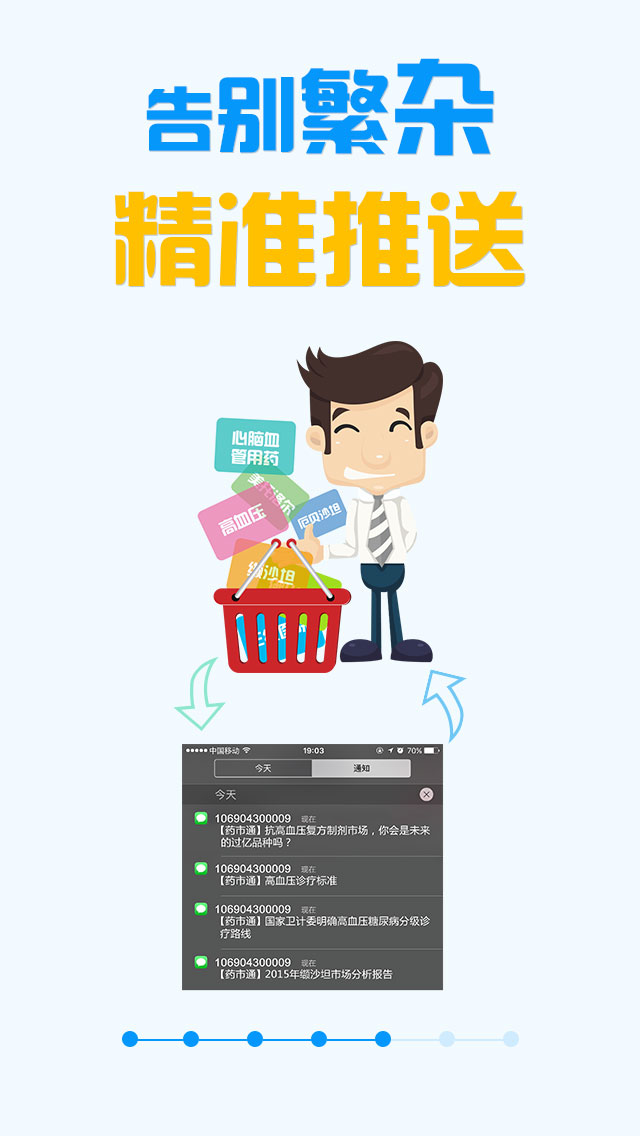 告别繁杂
精准推送
心脑血
管用药
美托洛尔
高血压
厄贝沙坦
缬沙坦
中国移动
19:03
70%
今天
通知
今天
106904300009 现在
【药市通】抗高血压复方制剂市场，你会是未来
的过亿品种吗？
106904300009 现在
【药市通】高血压诊疗标准
106904300009 现在
【药市通】国家卫计委明确高血压糖尿病分级诊
疗路线
106904300009 现在
【药市通】2015年缬沙坦市场分析报告